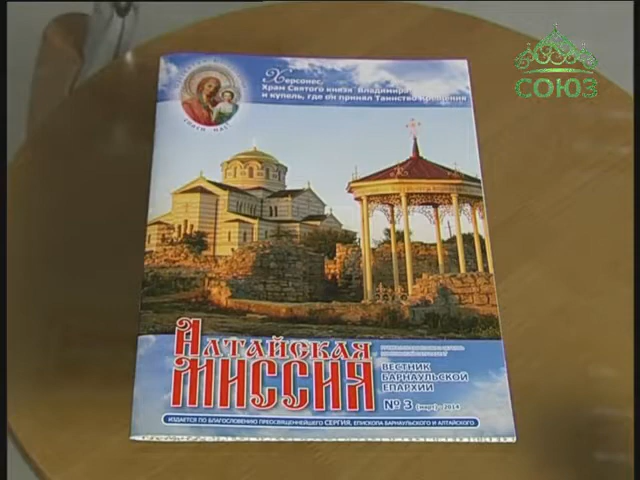 СОЮЗ
Херсонес.
Храм Святого князя Владимира
и купель, где он принял Таинство Крещения
АЛТАЙСКАЯ
МИССИЯ
ВЕСТНИК
БАРНАУЛЬСКОЙ
ЕПАРХИИ
№ 3 (март) - 2014
ИЗДАЕТСЯ ПО БЛАГОСЛОВЕНИЮ ПРЕОСВЯЩЕННЕЙШЕГО СЕРГИЯ, ЕПИСКОПА БАРНАУЛЬСКОГО И АЛТАЙСКОГО